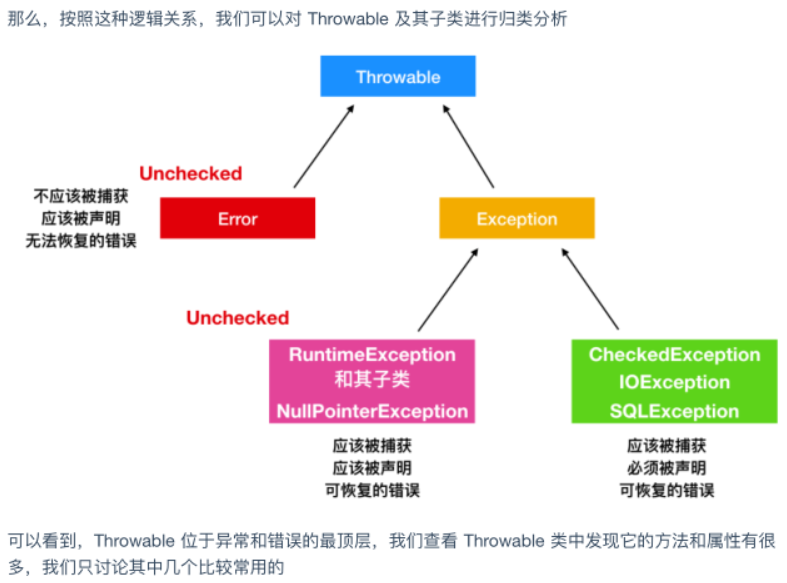 那么，按照这种逻辑关系，我们可以对 Throwable 及其子类进行归类分析
Throwable
Unchecked
不应该被捕获
应该被声明
无法恢复的错误
Error
Exception
Unchecked
RuntimeException
和其子类
NullPointerException
CheckedException
IOException
SQLException
应该被捕获
应该被声明
可恢复的错误
应该被捕获
必须被声明
可恢复的错误
可以看到，Throwable 位于异常和错误的最顶层，我们查看 Throwable 类中发现它的方法和属性有很
多，我们只讨论其中几个比较常用的